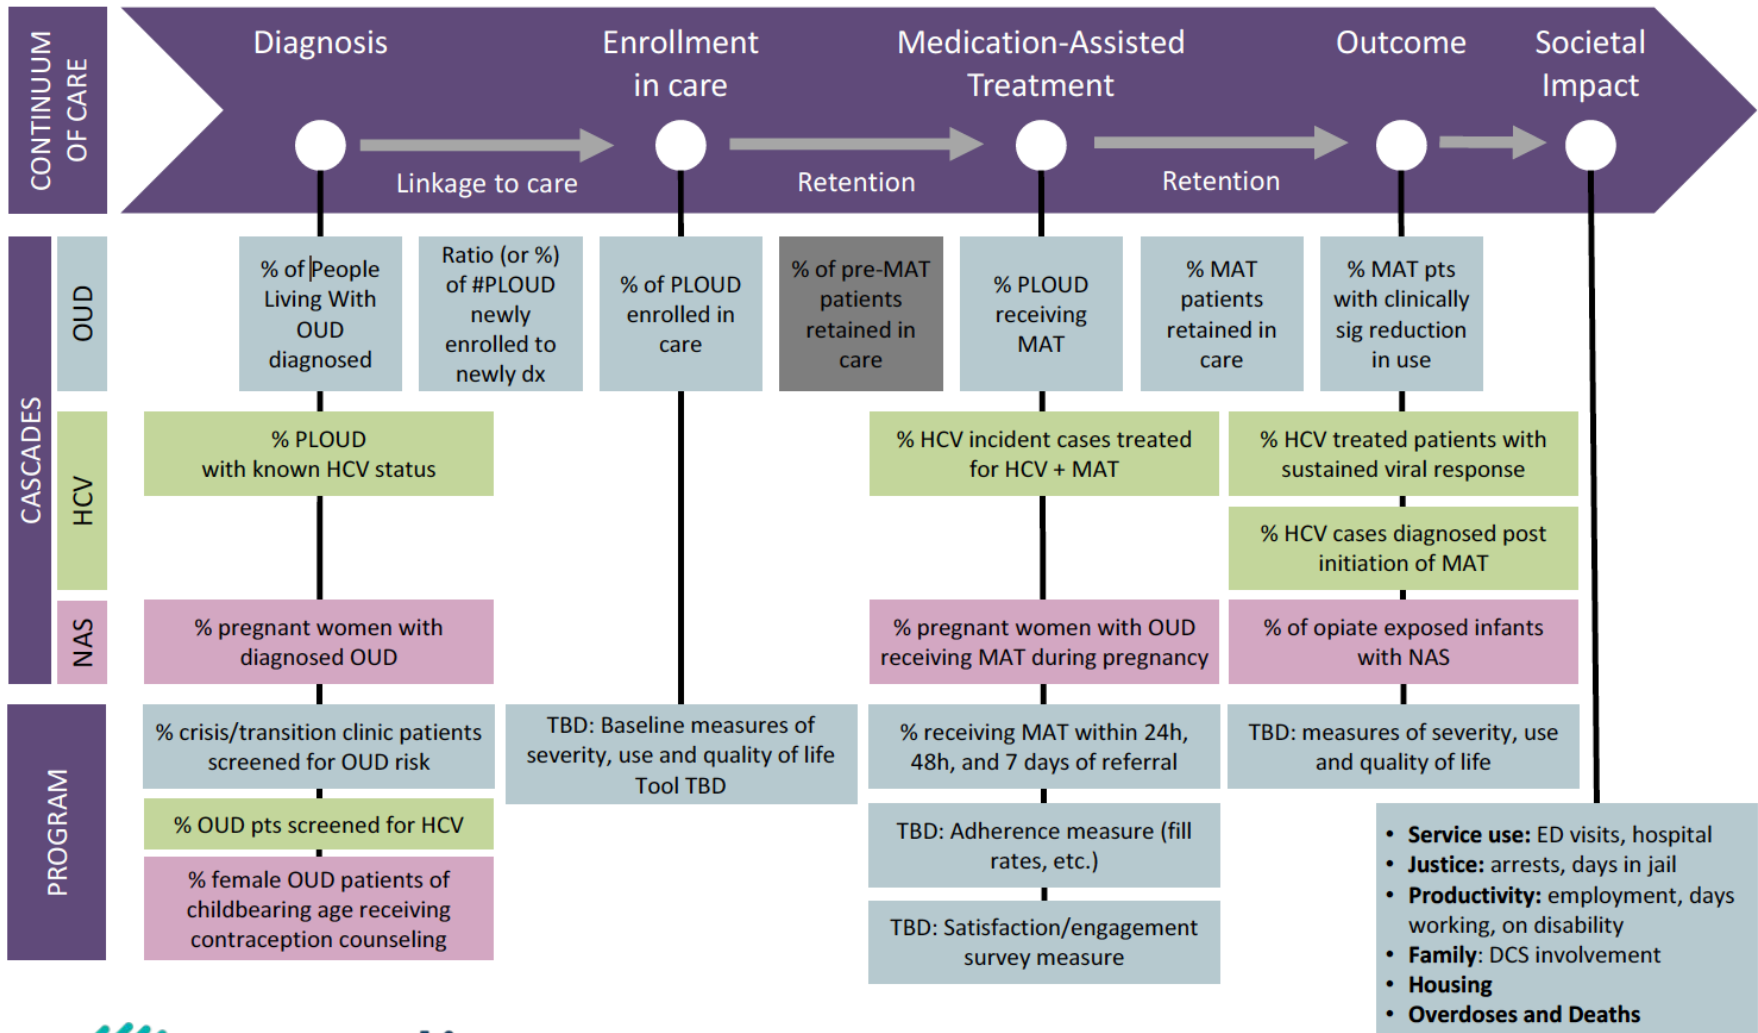 CONTINUUM
OF CARE
Diagnosis
Enrollment
in care
Medication-Assisted
Treatment
Outcome
Societal
Impact
Linkage to care
Retention
Retention
CASCADES
OUD
% of People
Living With
OUD
diagnosed
Ratio (or %)
of #PLOUD
newly
enrolled to
newly dx
% of PLOUD
enrolled in
care
% of pre-MAT
patients
retained in
care
% PLOUD
receiving
MAT
% MAT
patients
retained in
care
% MAT pts
with clinically
sig reduction
in use
HCV
% PLOUD
with known HCV status
% HCV incident cases treated
for HCV + MAT
% HCV treated patients with
sustained viral response
% HCV cases diagnosed post
initiation of MAT
NAS
% pregnant women with
diagnosed OUD
% pregnant women with OUD
receiving MAT during pregnancy
% of opiate exposed infants
with NAS
PROGRAM
% crisis/transition clinic patients
screened for OUD risk
% OUD pts screened for HCV
% female OUD patients of
childbearing age receiving
contraception counseling
TBD: Baseline measures of
severity, use and quality of life
Tool TBD
% receiving MAT within 24h,
48h, and 7 days of referral
TBD: Adherence measure (fill
rates, etc.)
TBD: Satisfaction/engagement
survey measure
TBD: measures of severity, use
and quality of life
• Service use: ED visits, hospital
• Justice: arrests, days in jail
• Productivity: employment, days
working, on disability
• Family: DCS involvement
• Housing
• Overdoses and Deaths